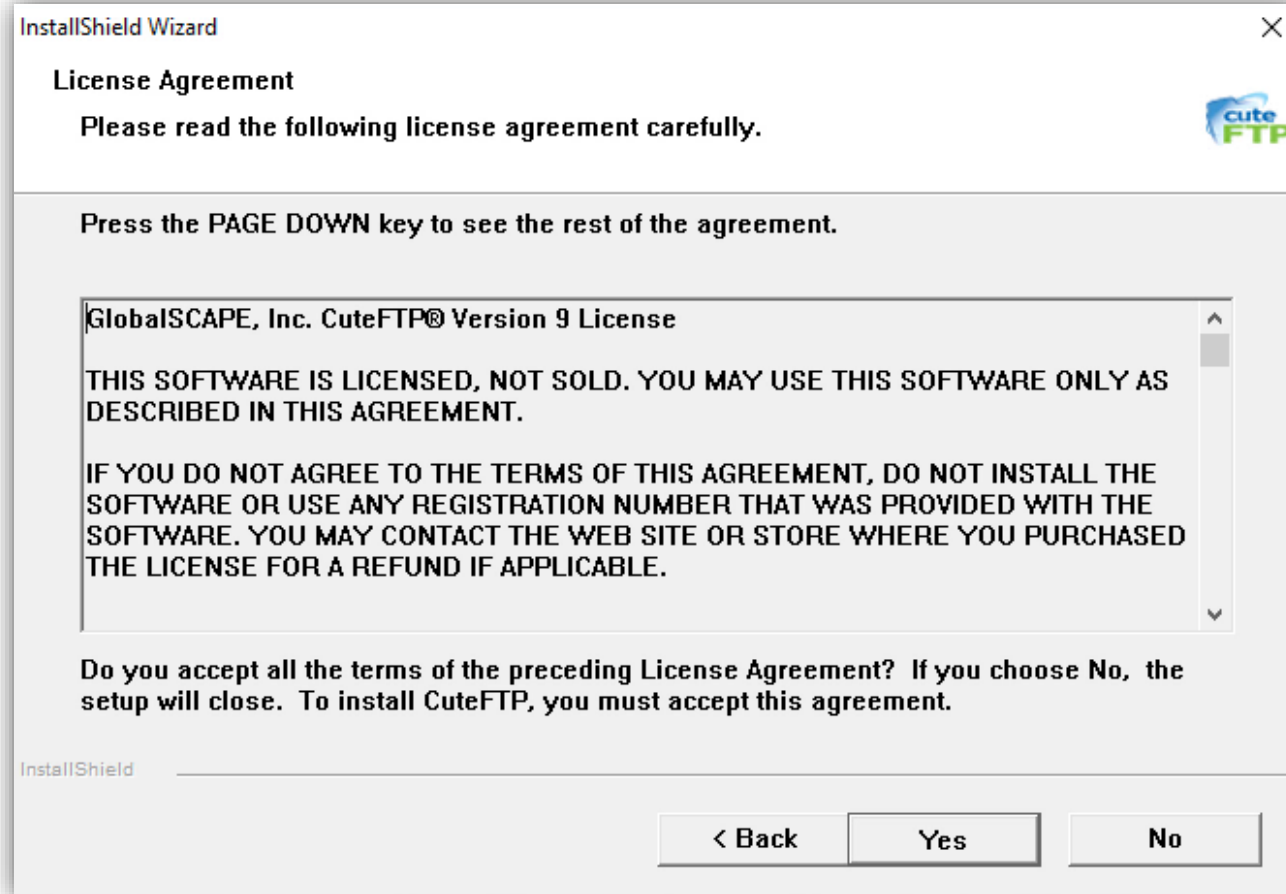 InstallShield Wizard
License Agreement
Please read the following license agreement carefully.
cute
FTP
Press the PAGE DOWN key to see the rest of the agreement.
GlobalSCAPE, Inc. CuteFTP® Version 9 License
THIS SOFTWARE IS LICENSED, NOT SOLD. YOU MAY USE THIS SOFTWARE ONLY AS
DESCRIBED IN THIS AGREEMENT.
IF YOU DO NOT AGREE TO THE TERMS OF THIS AGREEMENT, DO NOT INSTALL THE
SOFTWARE OR USE ANY REGISTRATION NUMBER THAT WAS PROVIDED WITH THE
SOFTWARE. YOU MAY CONTACT THE WEB SITE OR STORE WHERE YOU PURCHASED
THE LICENSE FOR A REFUND IF APPLICABLE.
Do you accept all the terms of the preceding License Agreement?  If you choose No,  the
setup will close.  To install CuteFTP, you must accept this agreement.
InstallShield
< Back Yes No